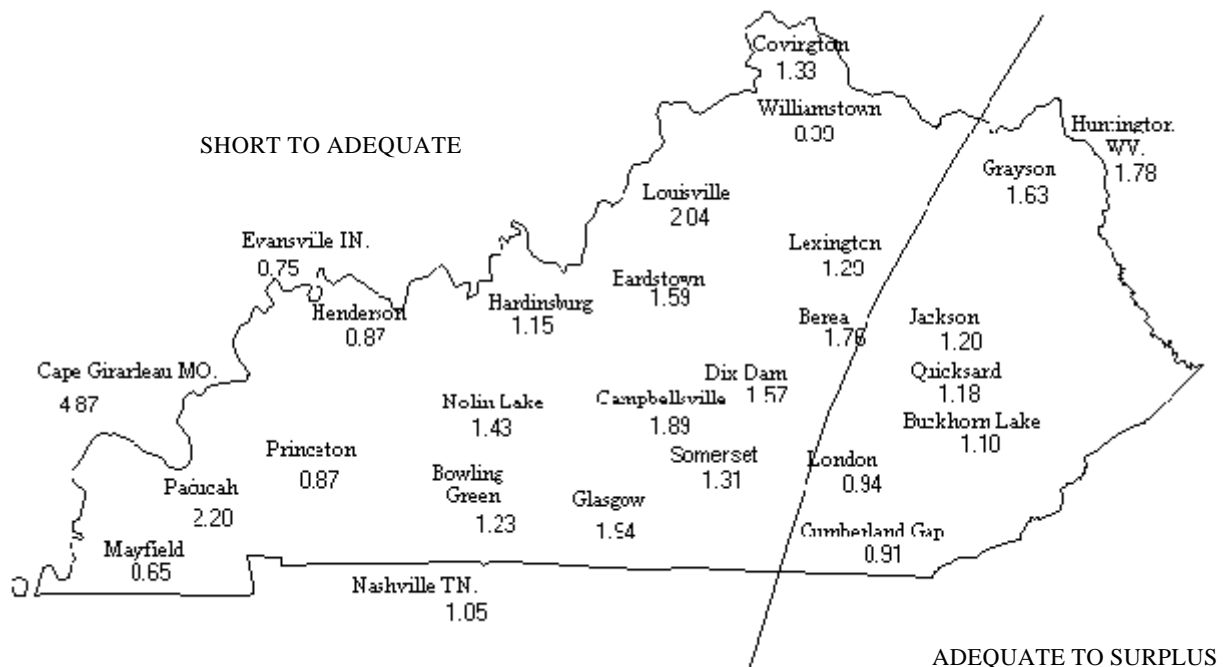 Covington
1.33
Williamstown
0.39
SHORT TO ADEQUATE
Huntington
WV.
1.78
Grayson
1.63
Louisville
2.04
Evansville IN.
0.75
Lexington
1.29
Bardstown
1.59
Hardinsburg
1.15
Henderson
0.87
Berea
1.76
Jackson
1.20
Cape Girardeau MO.
4.87
Dix Dam
1.57
Quicksand
1.18
Nolin Lake
1.43
Campbellsville
1.89
Buckhorn Lake
1.10
Princeton
0.87
Somerset
1.31
London
0.94
Paducah
2.20
Bowling
Green
1.23
Glasgow
1.94
Cumberland Gap
0.91
Mayfield
0.65
Nashville TN.
1.05
ADEQUATE TO SURPLUS